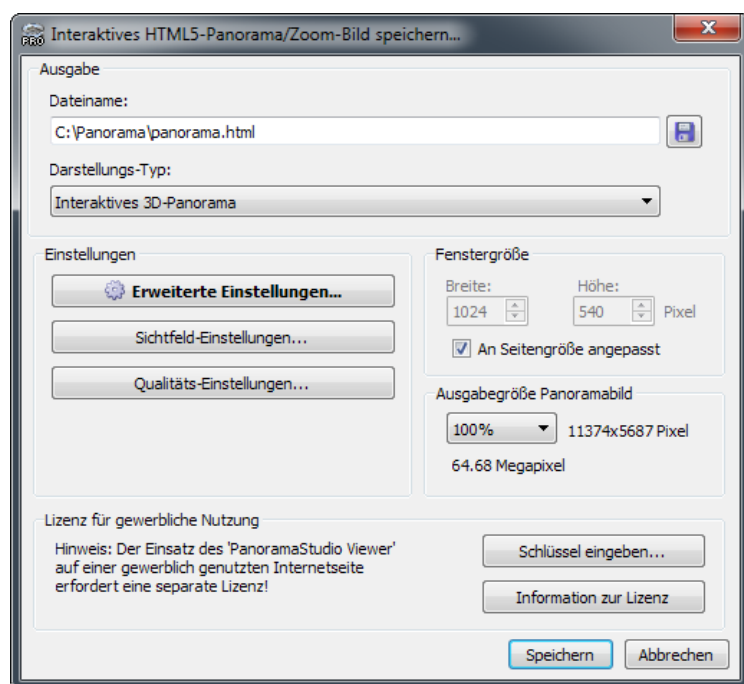 PRO Interaktives HTML5-Panorama/Zoom-Bild speichern...
Ausgabe
Dateiname:
C:\Panorama\panorama.html
Darstellungs-Typ:
Interaktives 3D-Panorama
Einstellungen
Erweiterte Einstellungen...
Sichtfeld-Einstellungen...
Qualitäts-Einstellungen...
Fenstergröße
Breite: Höhe:
1024 540 Pixel
An Seitengröße angepasst
Ausgabegröße Panoramabild
100% 11374x5687 Pixel
64.68 Megapixel
Lizenz für gewerbliche Nutzung
Hinweis: Der Einsatz des 'PanoramaStudio Viewer'
auf einer gewerblich genutzten Internetseite
erfordert eine separate Lizenz!
Schlüssel eingeben...
Information zur Lizenz
Speichern Abbrechen